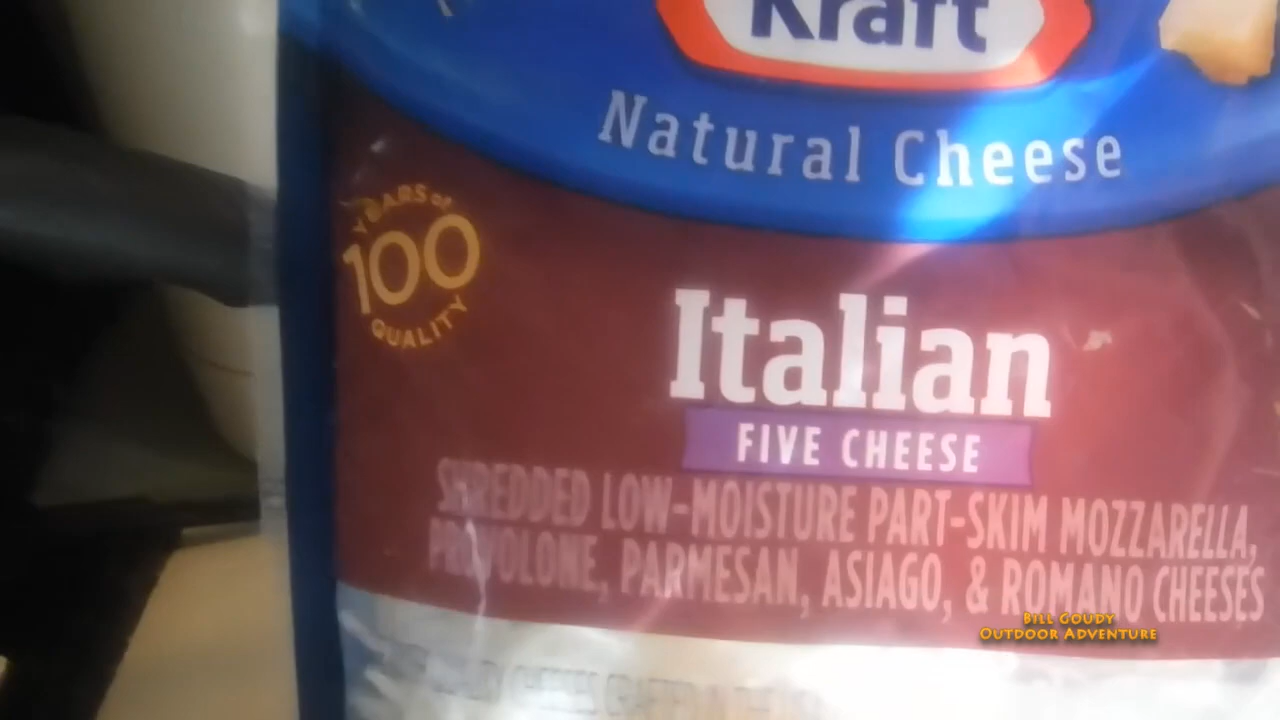 Kraft
Natural Cheese
YEARS of
100
QUALITY
Italian
FIVE CHEESE
SHREDDED LOW-MOISTURE PART-SKIM MOZZARELLA,
PROVOLONE, PARMESAN, ASIAGO, & ROMANO CHEESES
BILL GOUDY
OUTDOOR ADVENTURE